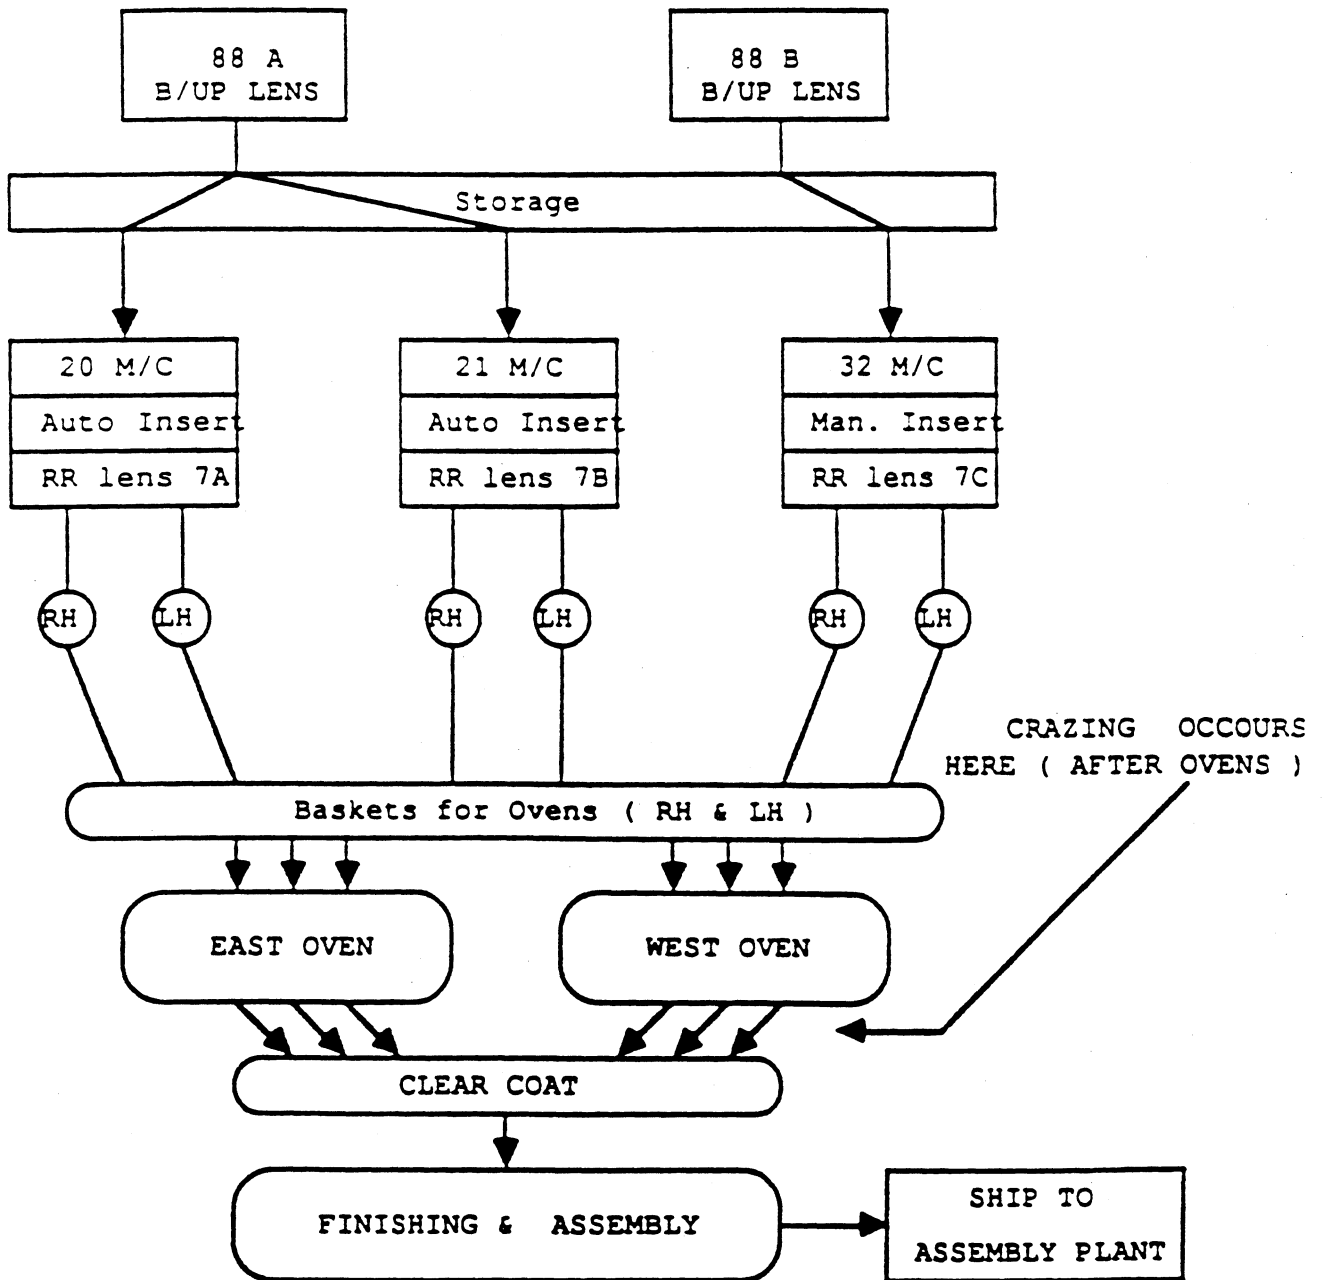 88 A
B/UP LENS
88 B
B/UP LENS
Storage
20 M/C
Auto Insert
RR lens 7A
21 M/C
Auto Insert
RR lens 7B
32 M/C
Man. Insert
RR lens 7C
RH
LH
RH
LH
RH
LH
CRAZING OCCOURS
HERE ( AFTER OVENS )
Baskets for Ovens ( RH & LH )
EAST OVEN
WEST OVEN
CLEAR COAT
FINISHING & ASSEMBLY
SHIP TO
ASSEMBLY PLANT